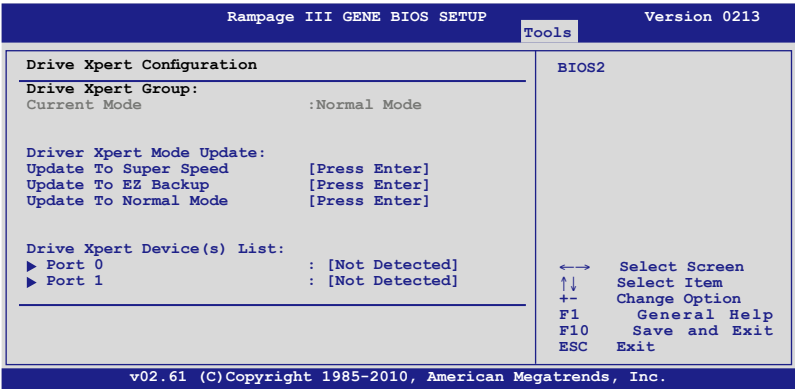 Rampage III GENE BIOS SETUP Version 0213
Tools
Drive Xpert Configuration
Drive Xpert Group:
Current Mode :Normal Mode
Driver Xpert Mode Update:
Update To Super Speed [Press Enter]
Update To EZ Backup [Press Enter]
Update To Normal Mode [Press Enter]
Drive Xpert Device(s) List:
▶ Port 0 : [Not Detected]
▶ Port 1 : [Not Detected]
BIOS2
←→ Select Screen
↑↓ Select Item
+- Change Option
F1 General Help
F10 Save and Exit
ESC Exit
v02.61 (C)Copyright 1985-2010, American Megatrends, Inc.